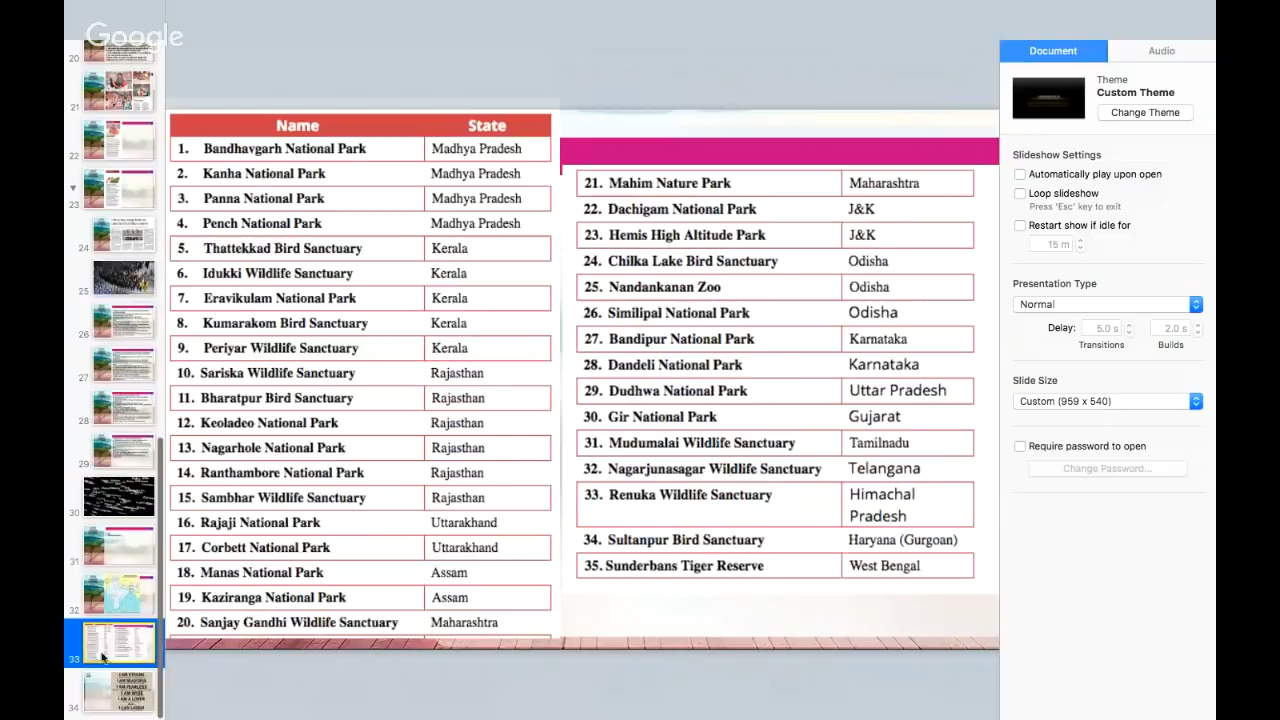 Google
20
21
22
23
24
25
26
27
28
29
30
31
32
33
34
Name State
1. Bandhavgarh National Park Madhya Pradesh
2. Kanha National Park Madhya Pradesh
3. Panna National Park Madhya Pradesh
4. Pench National Park Madhya Pradesh
5. Thattekkad Bird Sanctuary Kerala
6. Idukki Wildlife Sanctuary Kerala
7. Eravikulam National Park Kerala
8. Kumarakom Bird Sanctuary Kerala
9. Periyar Wildlife Sanctuary Kerala
10. Sariska Wildlife Sanctuary Rajasthan
11. Bharatpur Bird Sanctuary Rajasthan
12. Keoladeo National Park Rajasthan
13. Nagarhole National Park Rajasthan
14. Ranthambore National Park Rajasthan
15. Sambhar Wildlife Sanctuary Rajasthan
16. Rajaji National Park Uttarakhand
17. Corbett National Park Uttarakhand
18. Manas National Park Assam
19. Kaziranga National Park Assam
20. Sanjay Gandhi Wildlife Sanctuary Maharashtra
21. Mahim Nature Park Maharashtra
22. Dachigam National Park J&K
23. Hemis High Altitude Park J&K
24. Chilka Lake Bird Sanctuary Odisha
25. Nandankanan Zoo Odisha
26. Similipal National Park Odisha
27. Bandipur National Park Karnataka
28. Dandeli National Park Karnataka
29. Dudhwa National Park Uttar Pradesh
30. Gir National Park Gujarat
31. Mudumalai Wildlife Sanctuary Tamilnadu
32. Nagarjunasagar Wildlife Sanctuary Telangana
33. Renuka Wildlife Sanctuary Himachal
Pradesh
34. Sultanpur Bird Sanctuary Haryana (Gurgoan)
35. Sunderbans Tiger Reserve West Bengal
Document Audio
Theme
Custom Theme
Change Theme
Slideshow Settings
Automatically play upon open
Loop slideshow
Press 'Esc' key to exit
Restart show if idle for
15 m
Presentation Type
Normal
Delay: 5.0 s 2.0 s
Transitions Builds
Slide Size
Custom (959 x 540)
Require password to open
Change Password...
I AM STRONG
I AM BEAUTIFUL
I AM FEARLESS
I AM WISE
I AM A LOVER